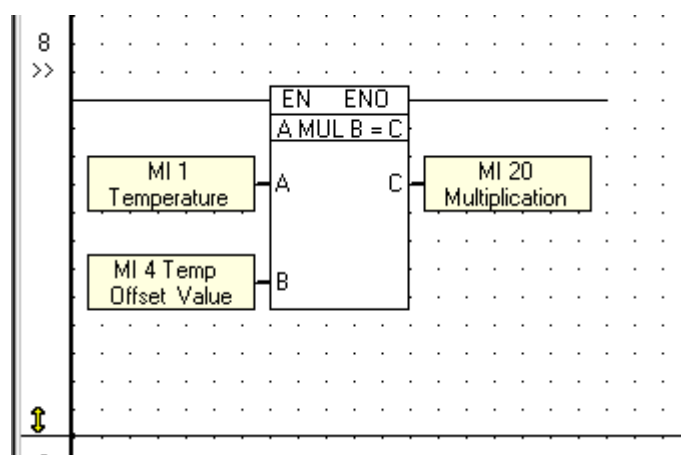 8
>>
EN ENO
A MUL B = C
MI 1
Temperature
A
C
MI 20
Multiplication
MI 4 Temp
Offset Value
B